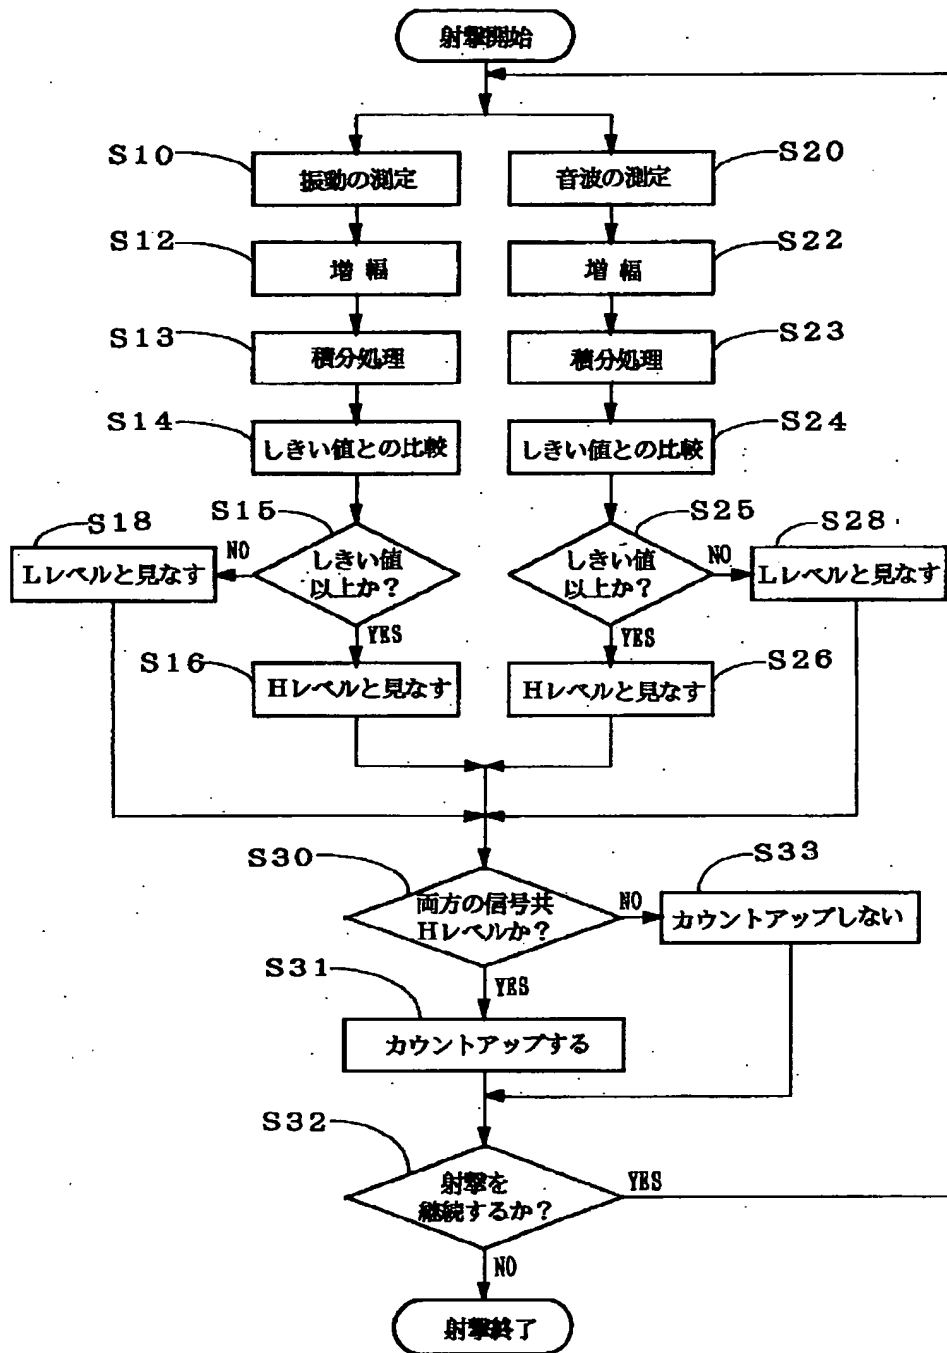 射撃開始
S10
振動の測定
音波の測定
S20
S12
増幅
増幅
S22
S13
積分処理
積分処理
S23
S14
しきい値との比較
しきい値との比較
S24
S18
S15
S25
S28
Lレベルと見なす
NO
しきい値
以上か?
しきい値
以上か?
NO
Lレベルと見なす
YES
YES
S16
Hレベルと見なす
Hレベルと見なす
S26
S30
両方の信号共
Hレベルか?
NO
S33
カウントアップしない
S31
YES
カウントアップする
S32
射撃を
継続するか?
YES
NO
射撃終了